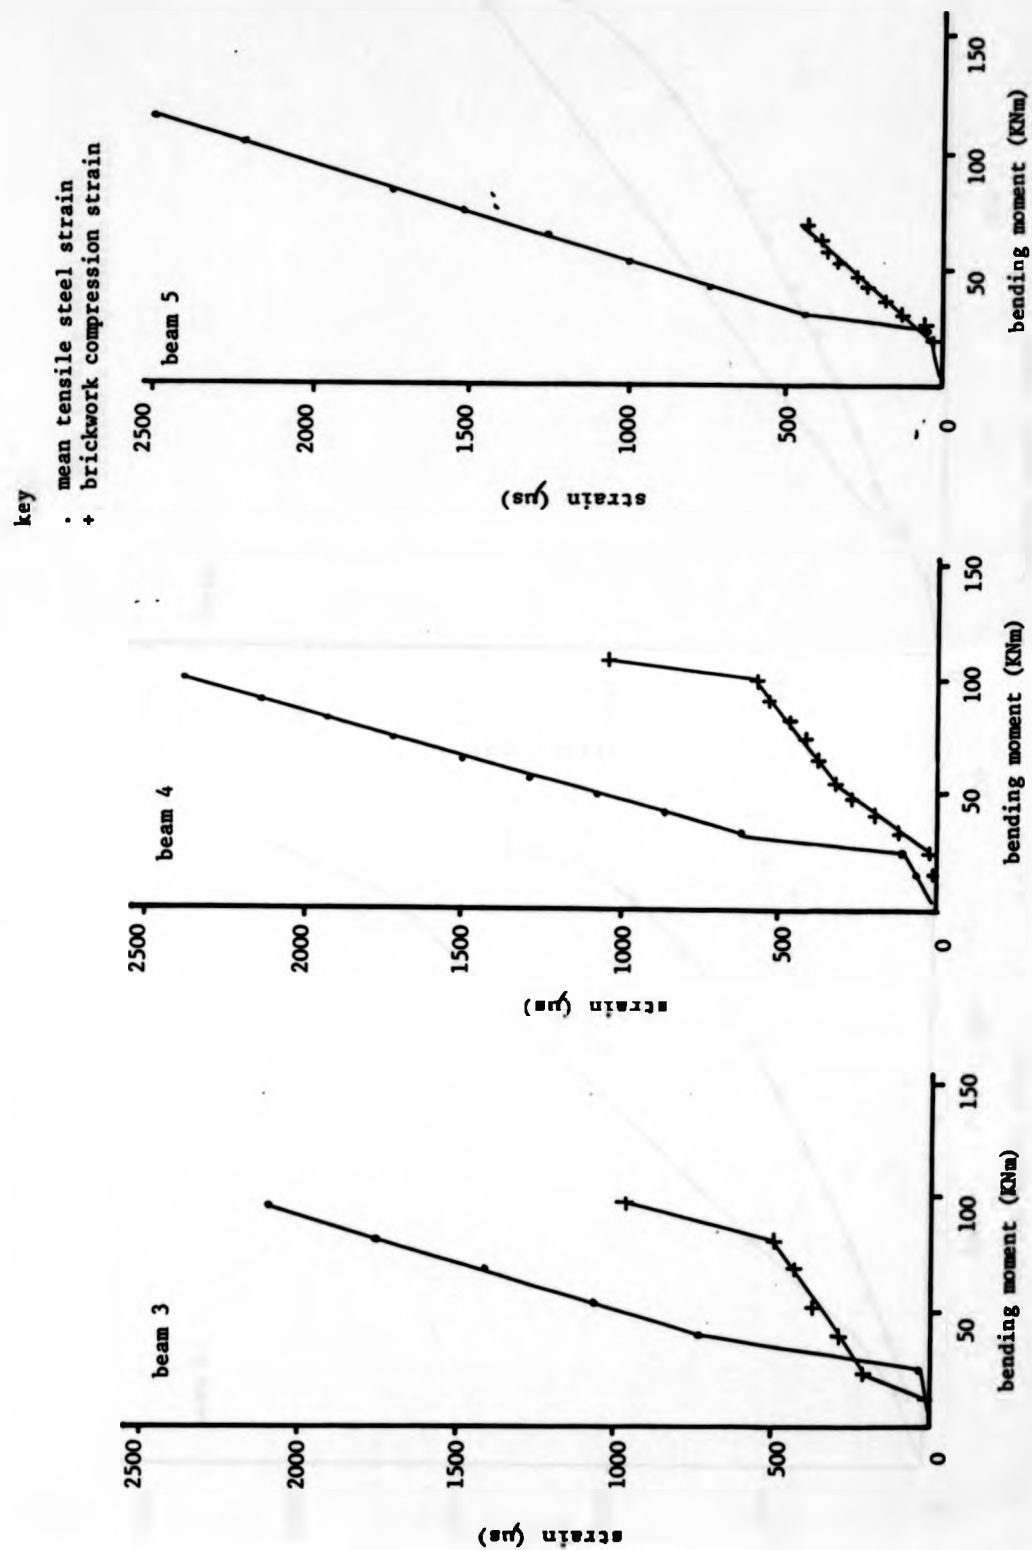 key
· mean tensile steel strain
+ brickwork compression strain
beam 3
strain (µs)
2500
2000
1500
1000
500
0
50
100
150
bending moment (KNm)
beam 4
strain (µs)
2500
2000
1500
1000
500
0
50
100
150
bending moment (KNm)
beam 5
strain (µs)
2500
2000
1500
1000
500
0
50
100
150
bending moment (KNm)